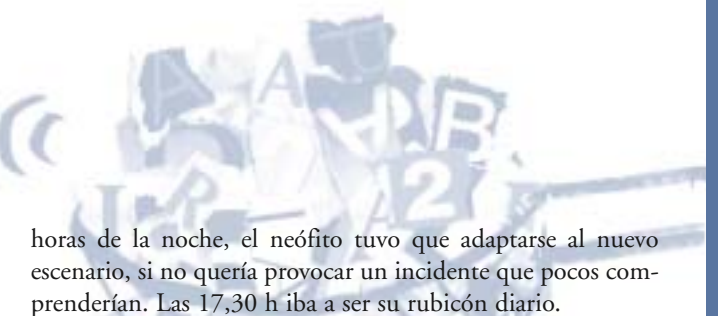 A A U
A B
I R A 2
horas de la noche, el neófito tuvo que adaptarse al nuevo
escenario, si no quería provocar un incidente que pocos com-
prenderían. Las 17,30 h iba a ser su rubicón diario.